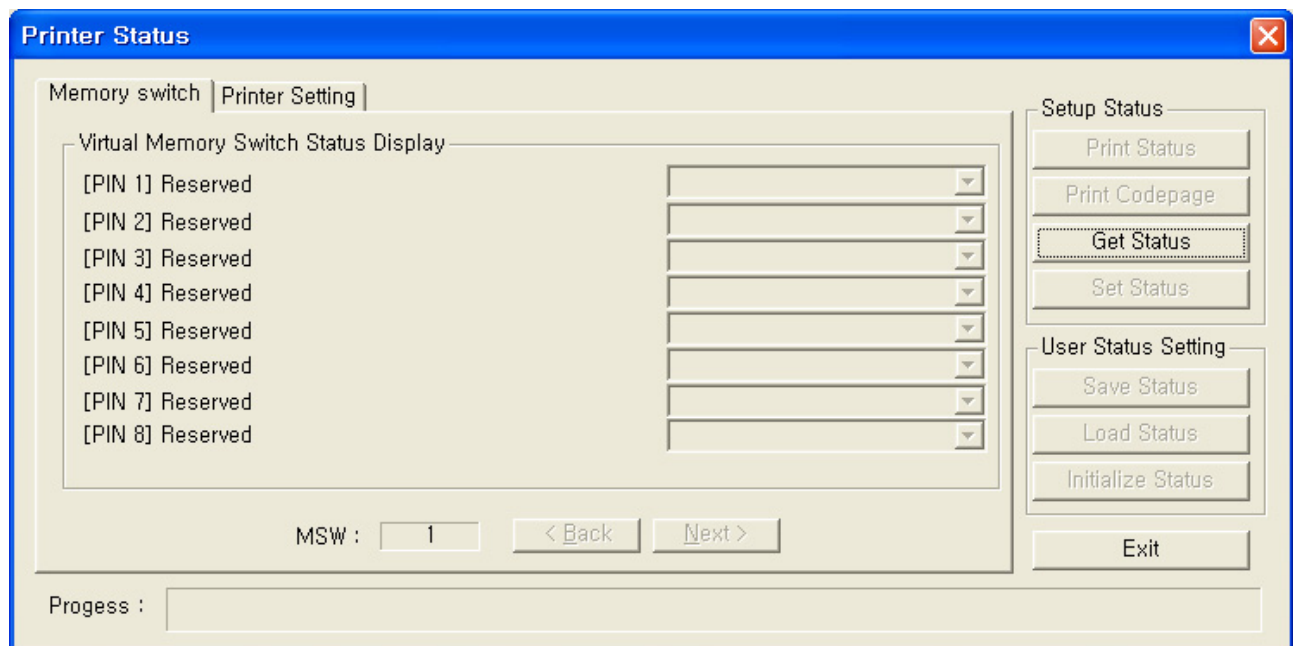 Printer Status
Memory switch
Printer Setting
Virtual Memory Switch Status Display
[PIN 1] Reserved
[PIN 2] Reserved
[PIN 3] Reserved
[PIN 4] Reserved
[PIN 5] Reserved
[PIN 6] Reserved
[PIN 7] Reserved
[PIN 8] Reserved
MSW : 1
< Back
Next >
Setup Status
Print Status
Print Codepage
Get Status
Set Status
User Status Setting
Save Status
Load Status
Initialize Status
Exit
Progess :